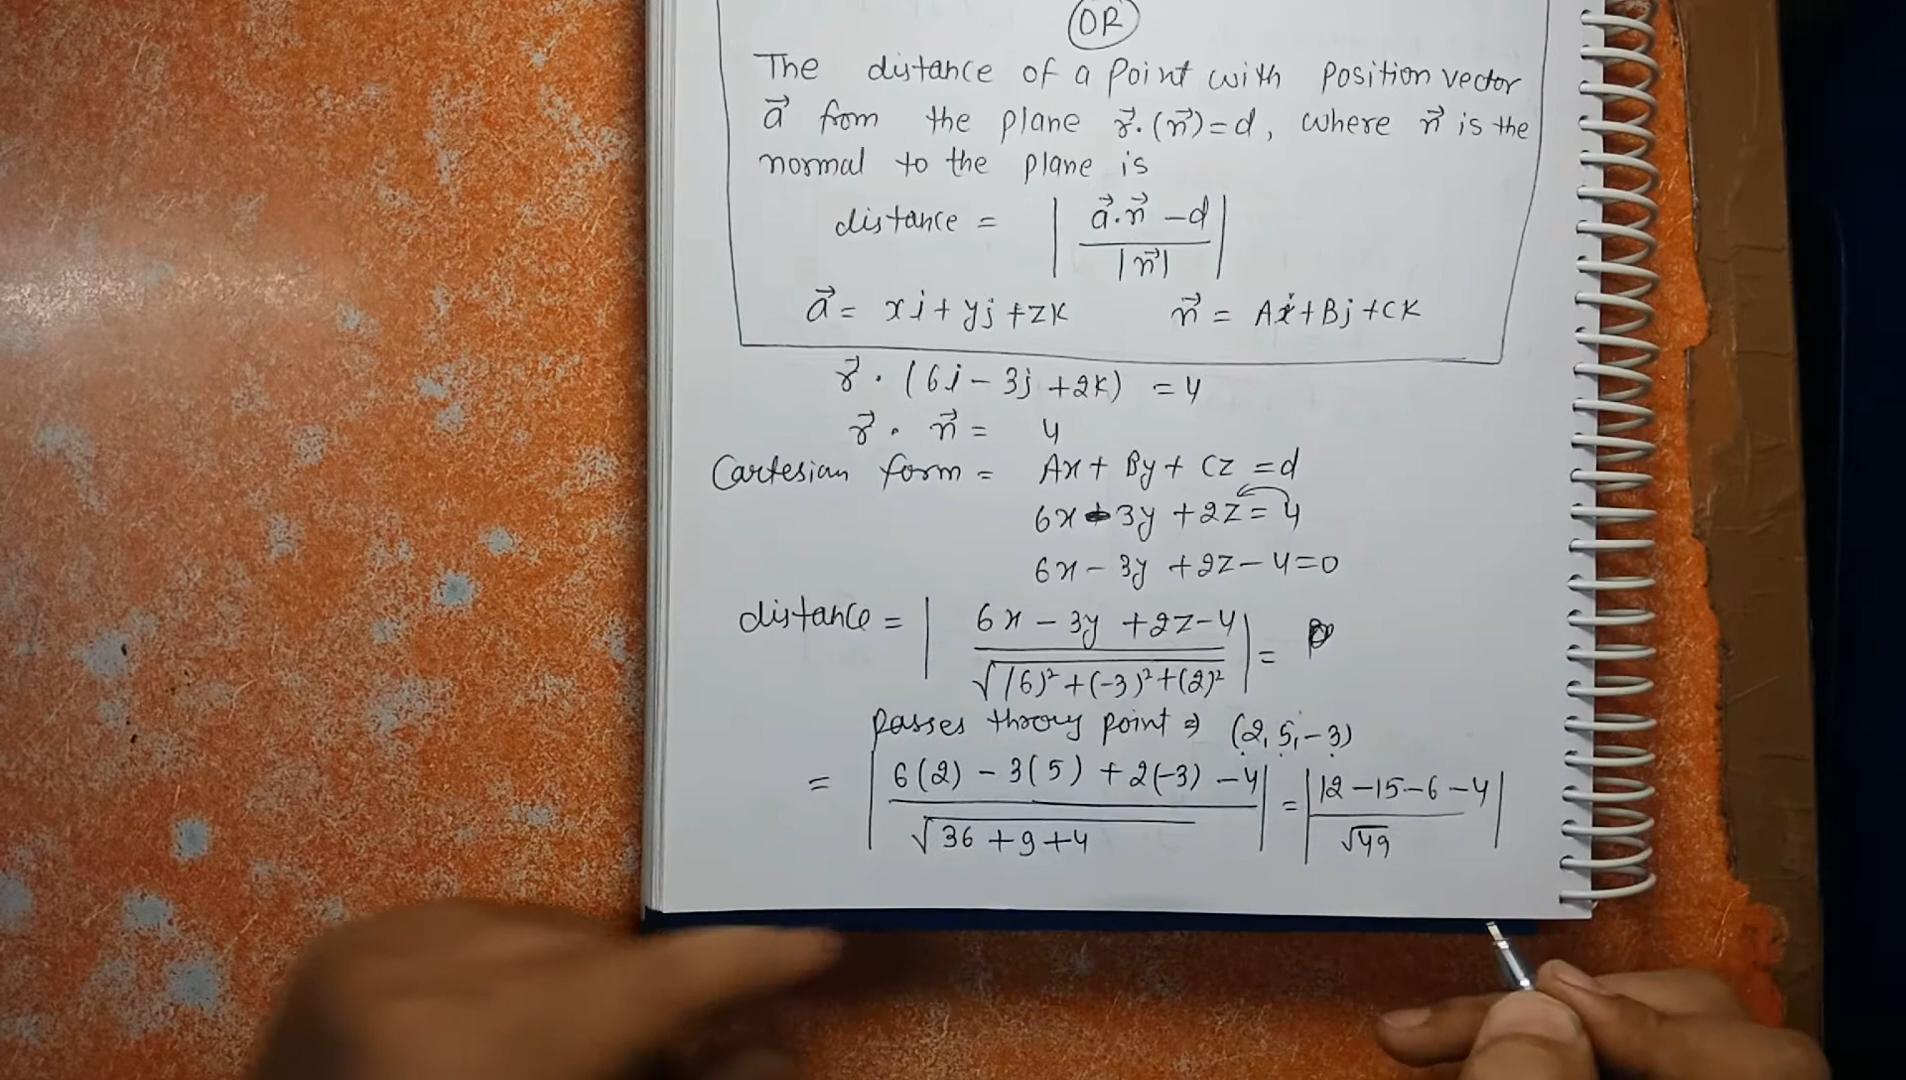 OR
The distance of a Point with Position vector
a⃗ from the plane r⃗.(n⃗)=d, where n⃗ is the
normal to the plane is
distance = | a⃗.n⃗ -d / |n⃗| |
a⃗ = xi + yj + zk n⃗ = Ai + Bj + CK
r⃗ . (6i - 3j + 2k) = 4
r⃗ . n⃗ = 4
Cartesian form = Ax + By + Cz = d
6x - 3y + 2z = 4
6x - 3y + 2z - 4 = 0
distance = | 6x - 3y + 2z - 4 / √(6)² + (-3)² + (2)² | =
Passes point ⇒ (2, 5, -3)
= | 6(2) - 3(5) + 2(-3) - 4 / √36 + 9 + 4 | = | 12 - 15 - 6 - 4 / √49 |